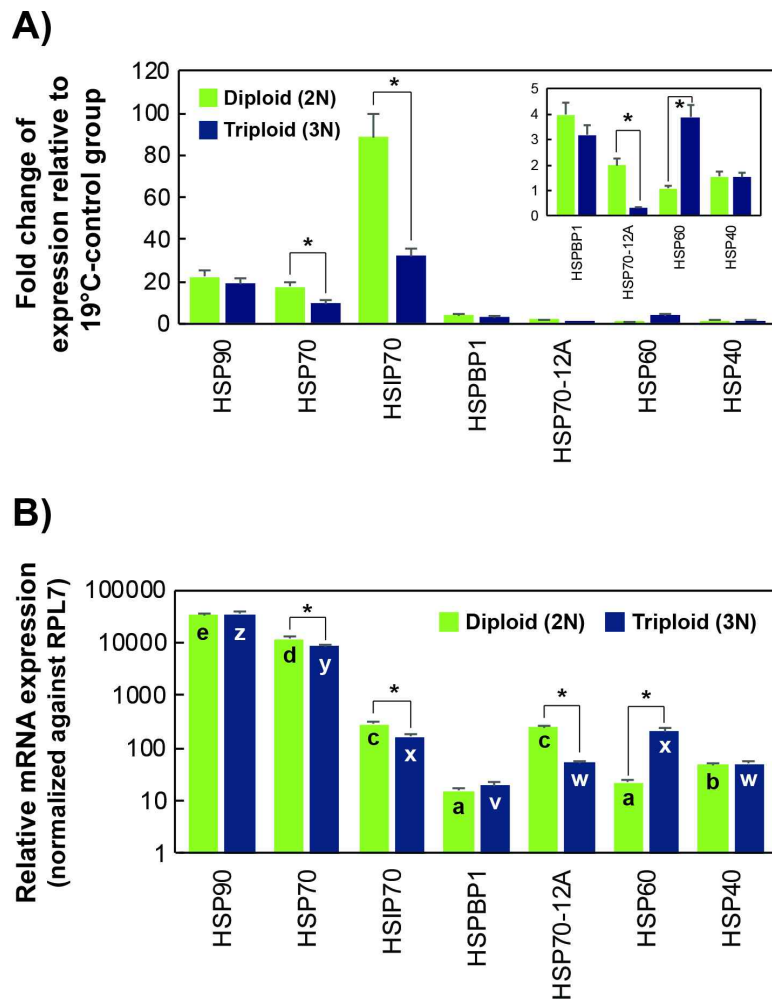 A)
Fold change of
expression relative to
19°C-control group
120
100
80
60
40
20
0
Diploid (2N)
Triploid (3N)
*
*
5
4
3
2
1
0
*
*
HSPBP1
HSP70-12A
HSP60
HSP40
HSP90
HSP70
HSIP70
HSPBP1
HSP70-12A
HSP60
HSP40
B)
Relative mRNA expression
(normalized against RPL7)
100000
10000
1000
100
10
1
Diploid (2N)
Triploid (3N)
*
*
*
*
e z d y c x a v c w a x b w
HSP90
HSP70
HSIP70
HSPBP1
HSP70-12A
HSP60
HSP40